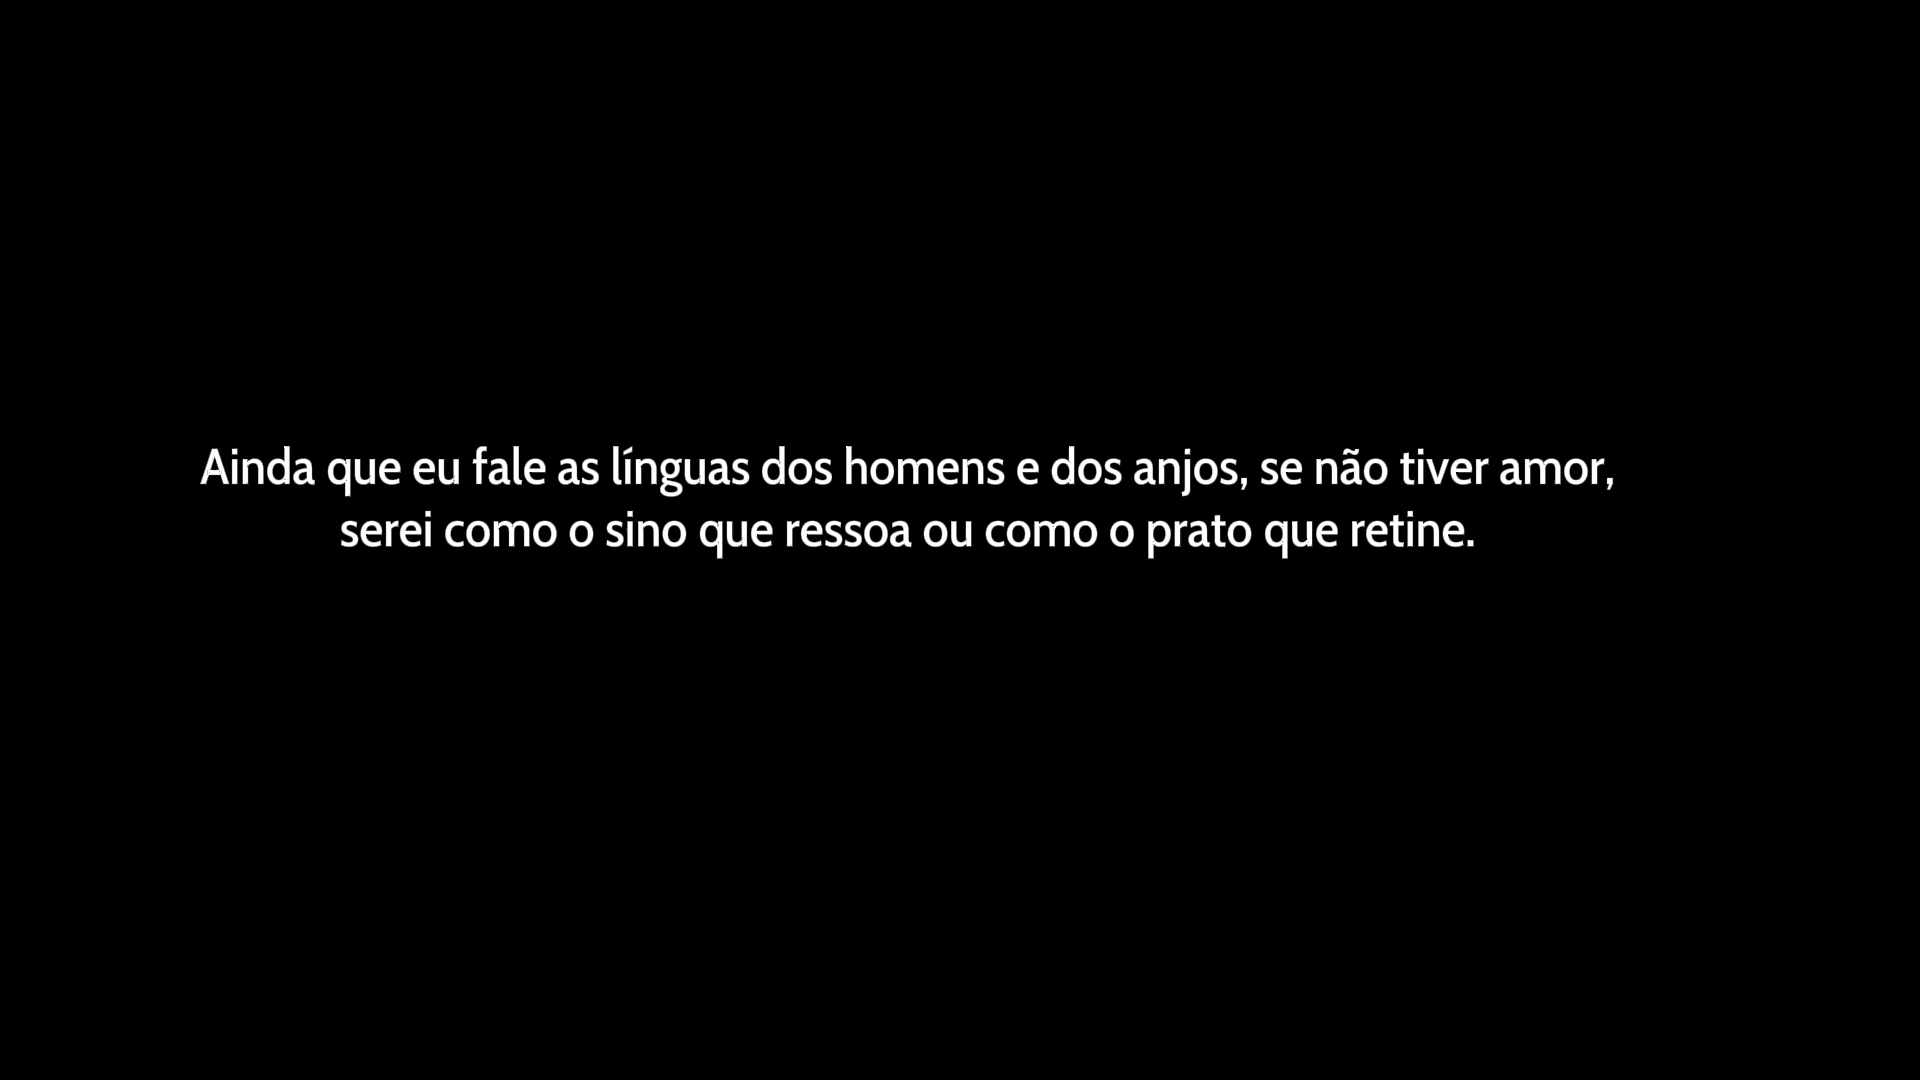 Ainda que eu fale as línguas dos homens e dos anjos, se não tiver amor,
serei como o sino que ressoa ou como o prato que retine.